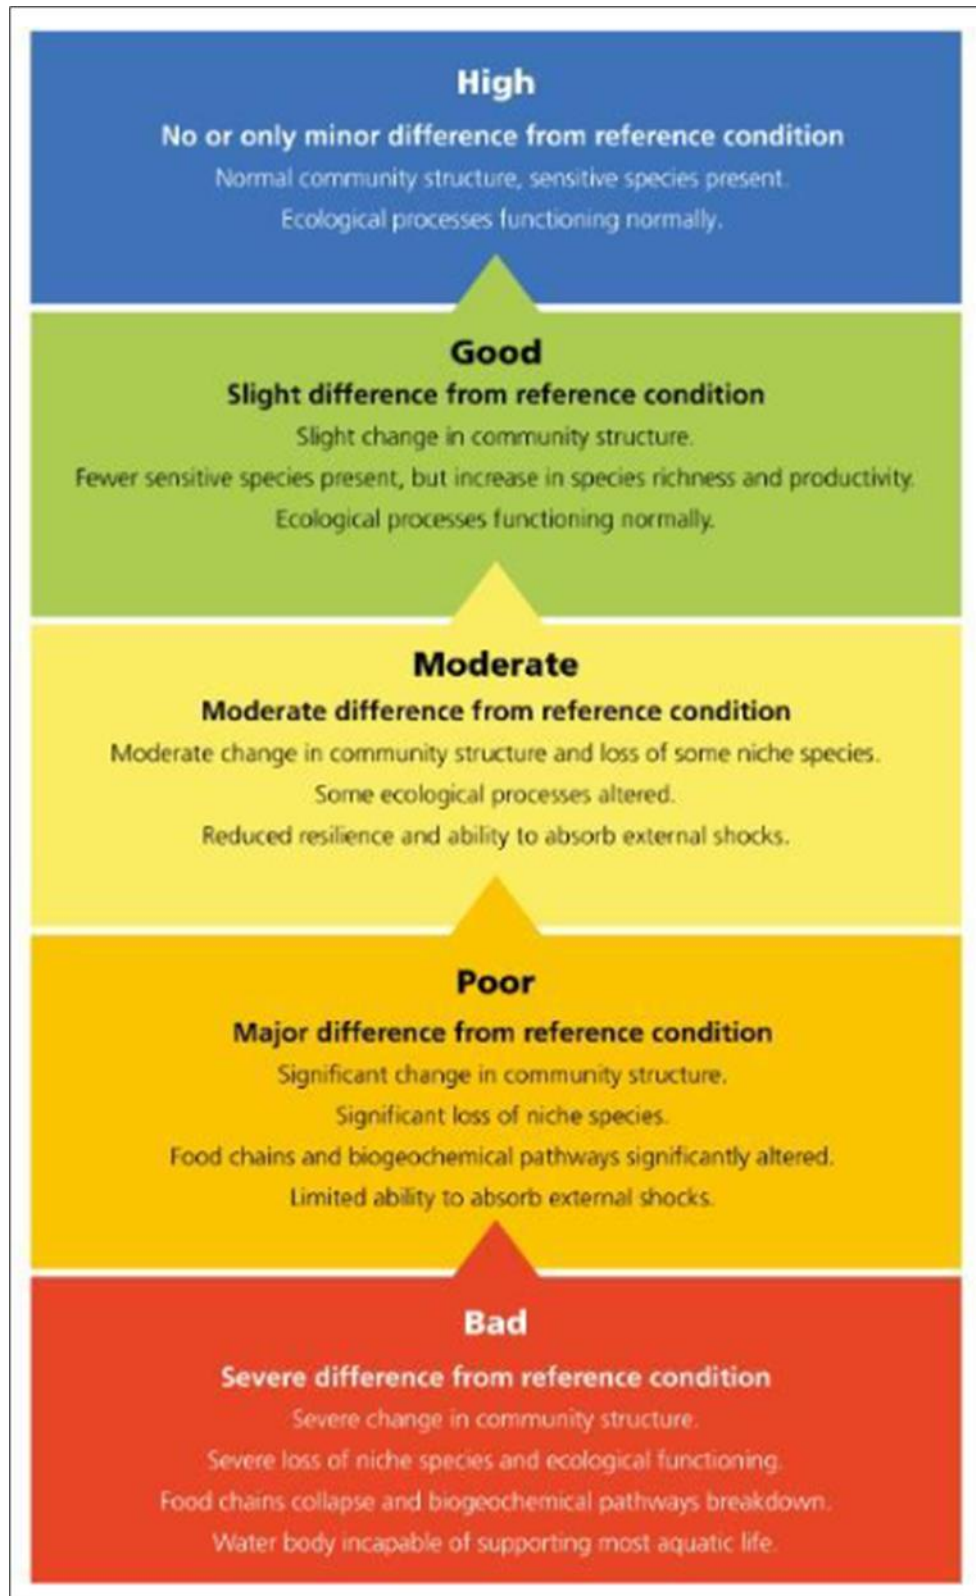 High
No or only minor difference from reference condition
Normal community structure, sensitive species present.
Ecological processes functioning normally.
Good
Slight difference from reference condition
Slight change in community structure.
Fewer sensitive species present, but increase in species richness and productivity.
Ecological processes functioning normally.
Moderate
Moderate difference from reference condition
Moderate change in community structure and loss of some niche species.
Some ecological processes altered.
Reduced resilience and ability to absorb external shocks.
Poor
Major difference from reference condition
Significant change in community structure.
Significant loss of niche species.
Food chains and biogeochemical pathways significantly altered.
Limited ability to absorb external shocks.
Bad
Severe difference from reference condition
Severe change in community structure.
Severe loss of niche species and ecological functioning.
Food chains collapse and biogeochemical pathways breakdown.
Water body incapable of supporting most aquatic life.